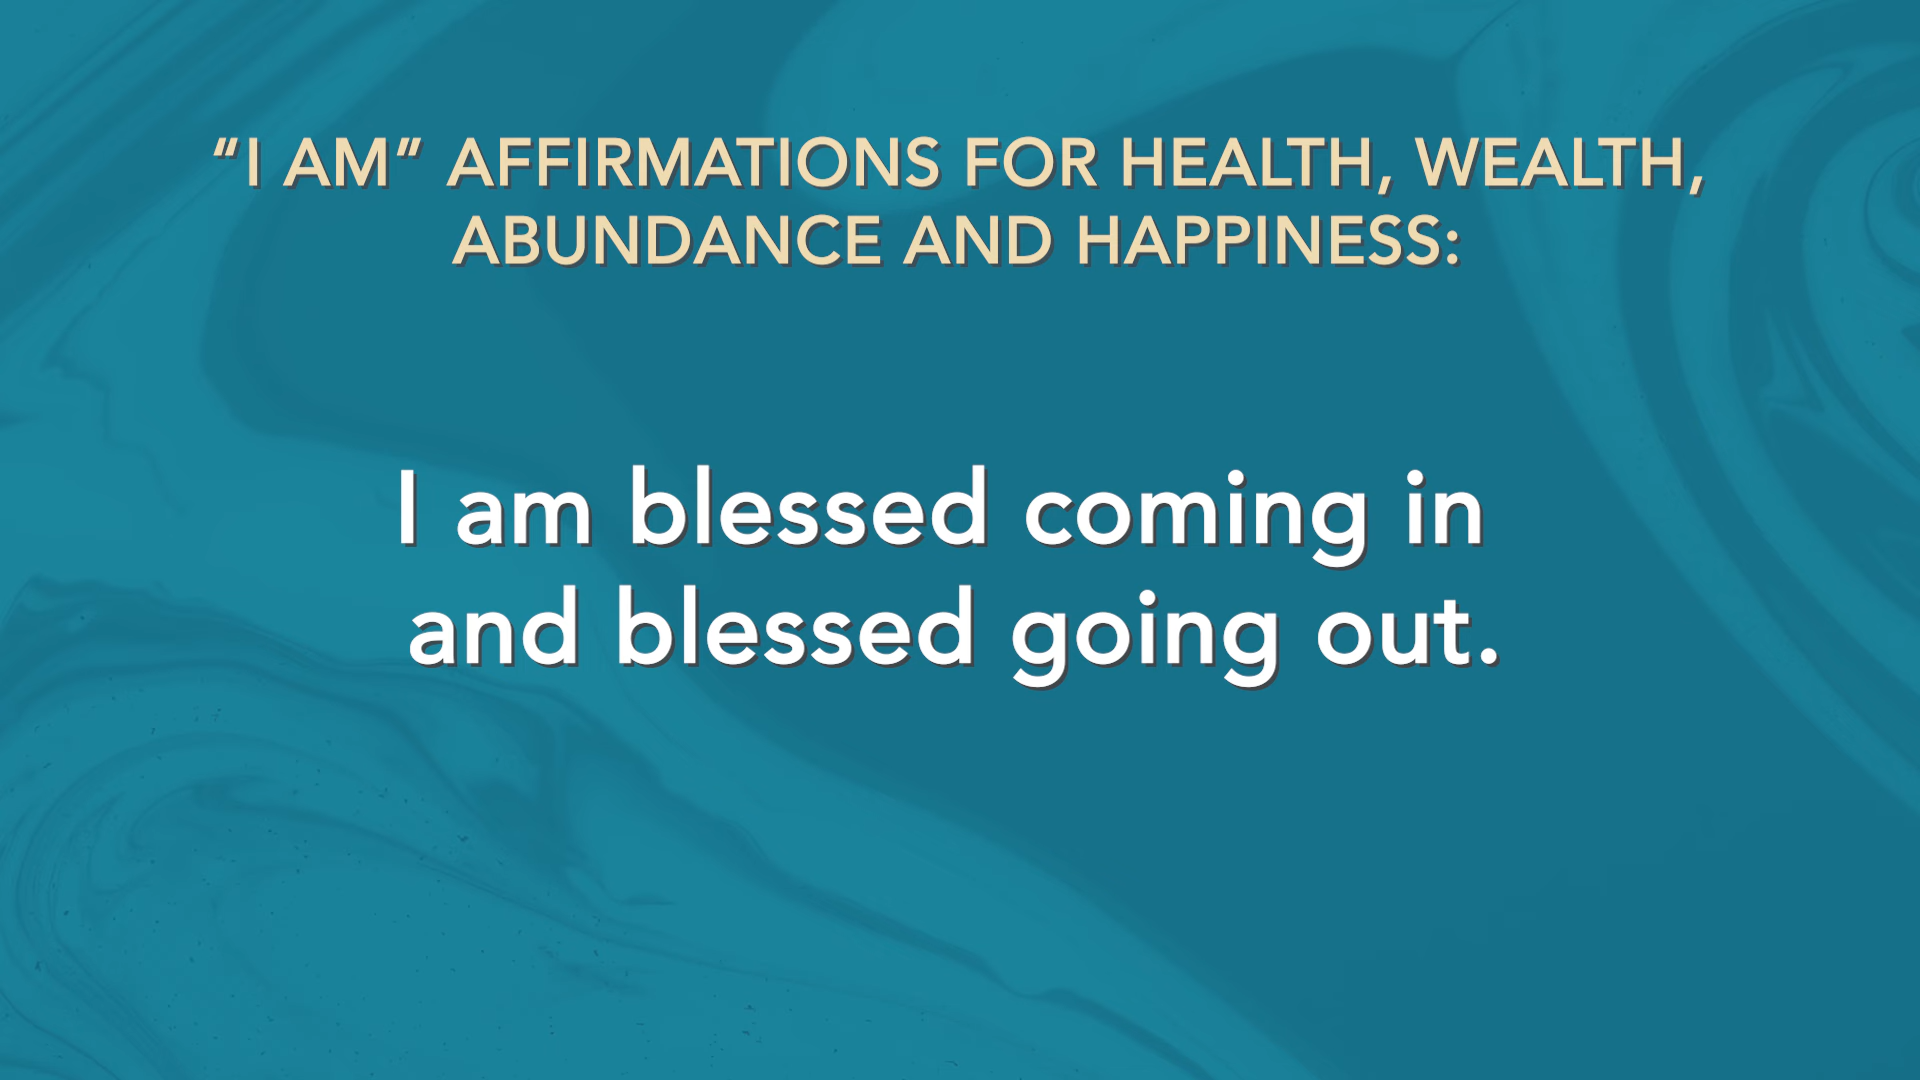 “I AM” AFFIRMATIONS FOR HEALTH, WEALTH,
ABUNDANCE AND HAPPINESS:
I am blessed coming in
and blessed going out.